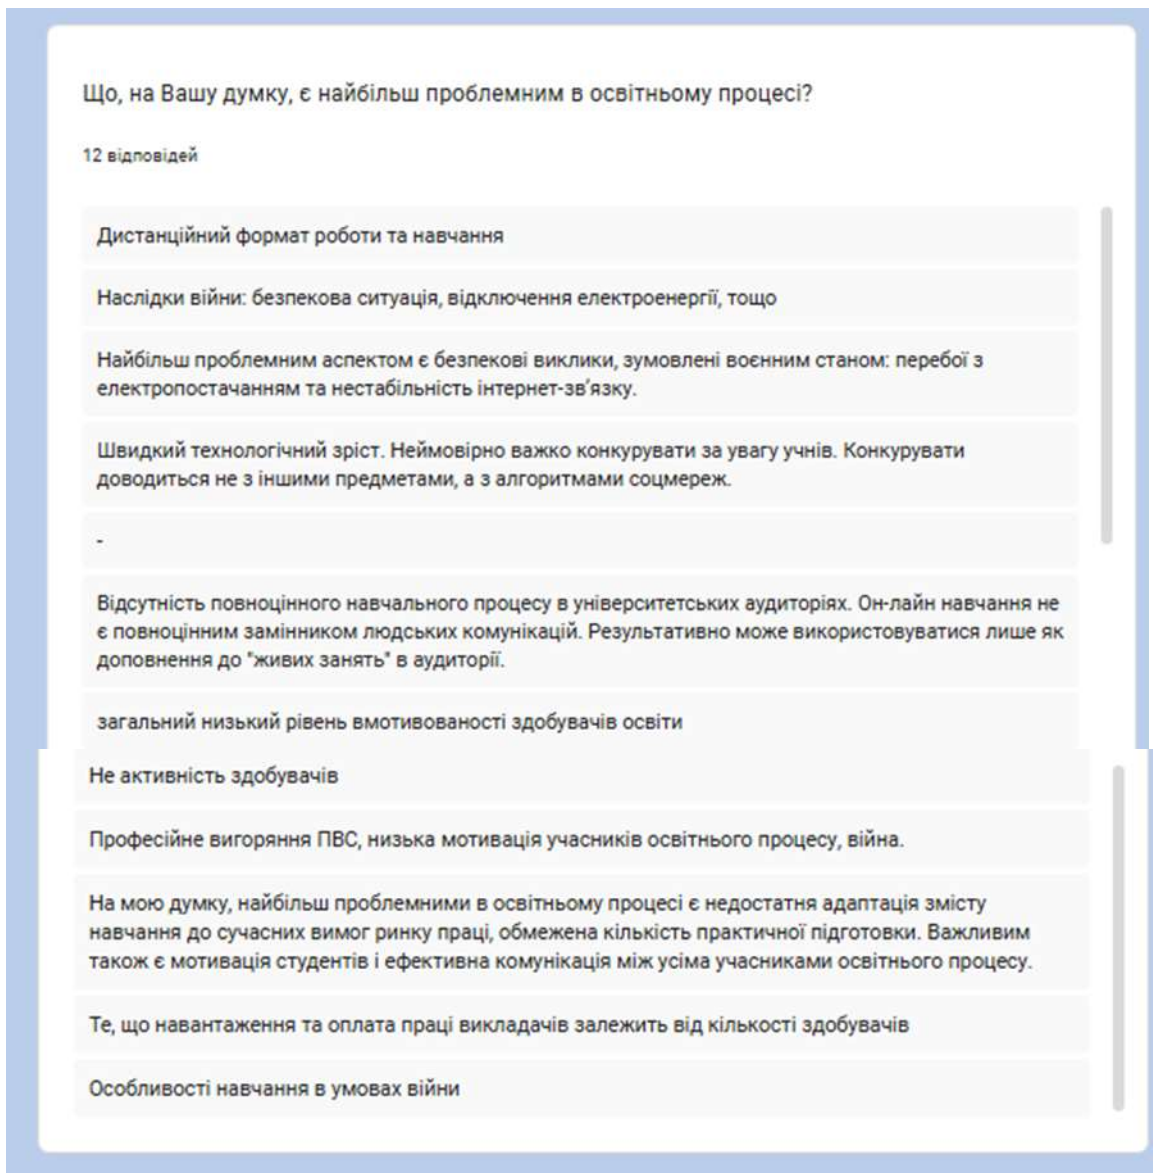 Що, на Вашу думку, є найбільш проблемним в освітньому процесі?
12 відповідей
Дистанційний формат роботи та навчання
Наслідки війни: безпекова ситуація, відключення електроенергії, тощо
Найбільш проблемним аспектом є безпекові виклики, зумовлені воєнним станом: перебої з
електропостачанням та нестабільність інтернет-зв’язку.
Швидкий технологічний зріст. Неймовірно важко конкурувати за увагу учнів. Конкурувати
доводиться не з іншими предметами, а з алгоритмами соцмереж.
-
Відсутність повноцінного навчального процесу в університетських аудиторіях. Он-лайн навчання не
є повноцінним замінником людських комунікацій. Результативно може використовуватися лише як
доповнення до "живих занять" в аудиторії.
загальний низький рівень вмотивованості здобувачів освіти
Не активність здобувачів
Професійне вигоряння ПВС, низька мотивація учасників освітнього процесу, війна.
На мою думку, найбільш проблемними в освітньому процесі є недостатня адаптація змісту
навчання до сучасних вимог ринку праці, обмежена кількість практичної підготовки. Важливим
також є мотивація студентів і ефективна комунікація між усіма учасниками освітнього процесу.
Те, що навантаження та оплата праці викладачів залежить від кількості здобувачів
Особливості навчання в умовах війни